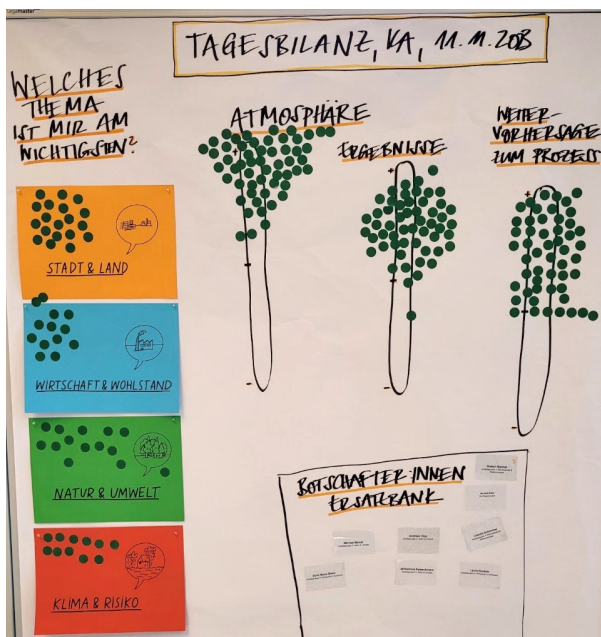 TAGESBILANZ, KA, 11.11.2023
WELCHES
THEMA
IST MIR AM
WICHTIGSTEN?
ATMOSPHÄRE
ERGEBNISSE
WETTER-
VORHERSAGE
ZUM PROZESS
+
+
+
-
-
-
STADT & LAND
WIRTSCHAFT & WOHLSTAND
NATUR & UMWELT
KLIMA & RISIKO
BOTSCHAFTER:INNEN
ERSATZBANK